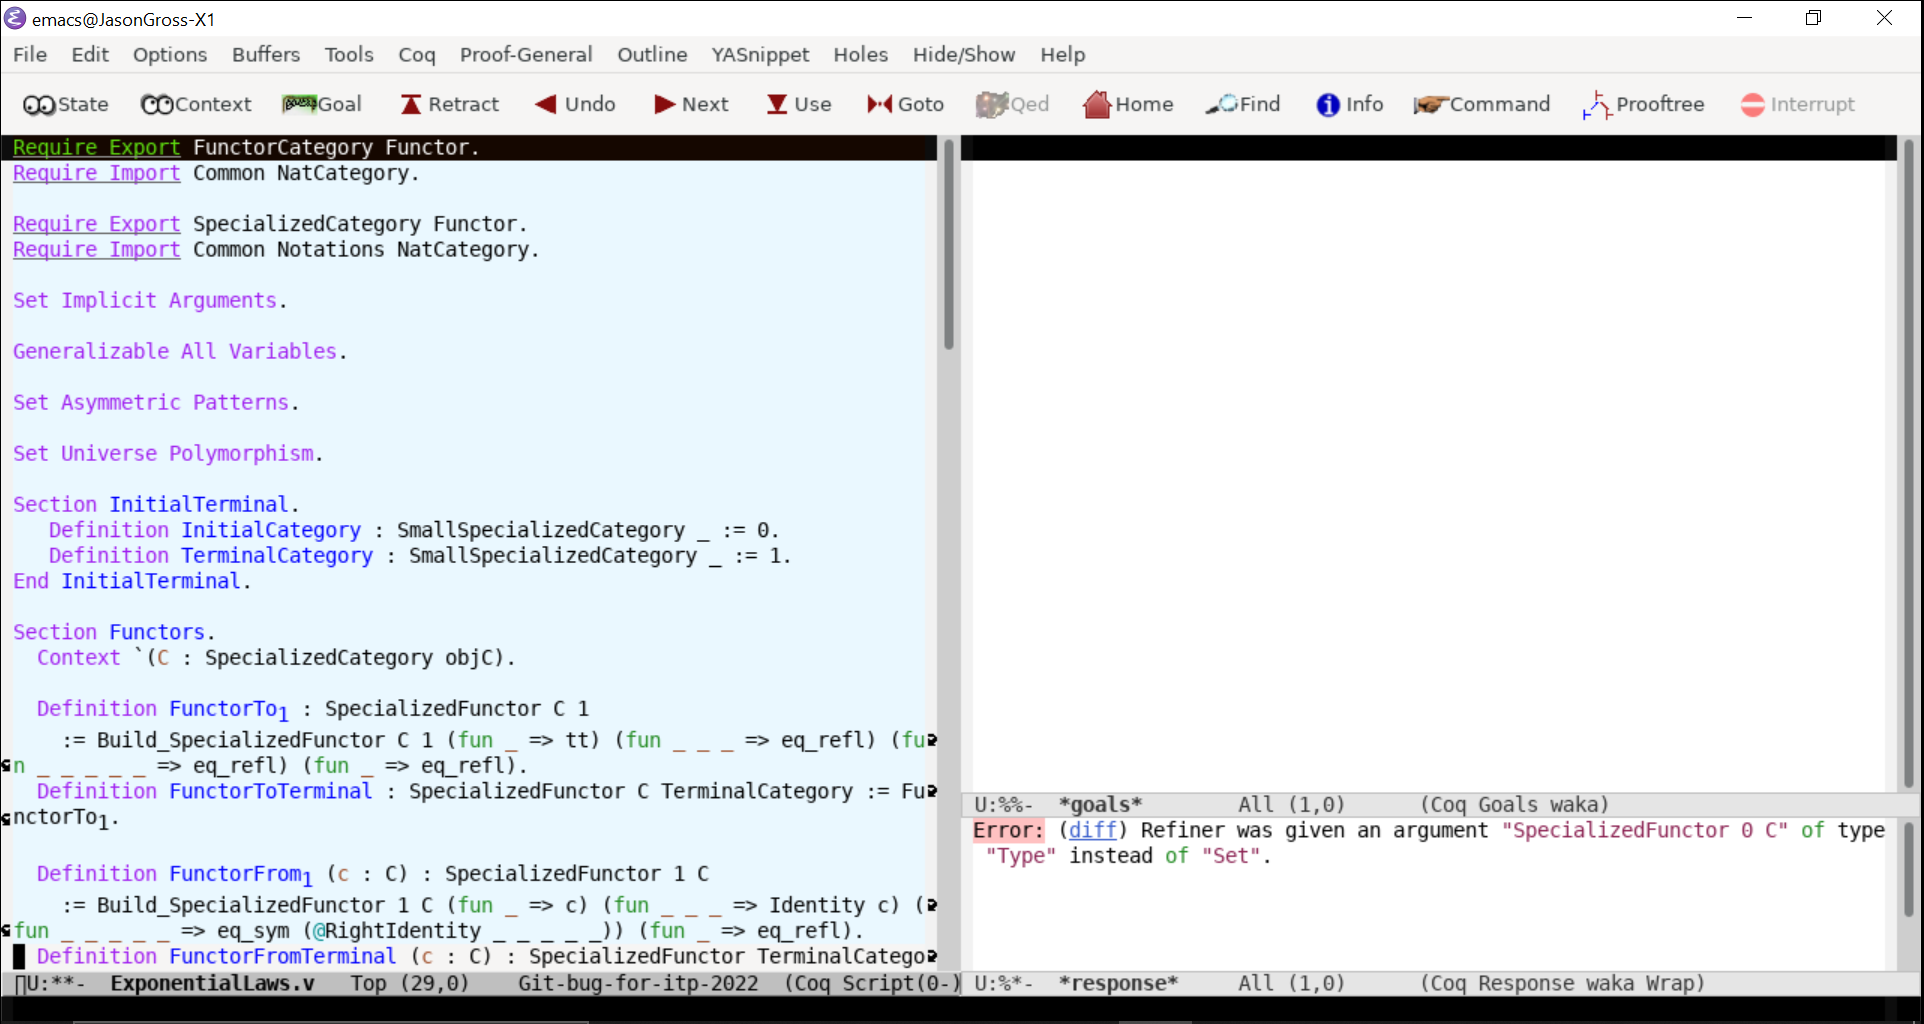 emacs@JasonGross-X1
File Edit Options Buffers Tools Coq Proof-General Outline YASnippet Holes Hide/Show Help
State Context Goal Retract Undo Next Use Goto Qed Home Find Info Command Prooftree Interrupt
Require Export FunctorCategory Functor.
Require Import Common NatCategory.
Require Export SpecializedCategory Functor.
Require Import Common Notations NatCategory.
Set Implicit Arguments.
Generalizable All Variables.
Set Asymmetric Patterns.
Set Universe Polymorphism.
Section InitialTerminal.
   Definition InitialCategory : SmallSpecializedCategory _ := 0.
   Definition TerminalCategory : SmallSpecializedCategory _ := 1.
End InitialTerminal.
Section Functors.
  Context `(C : SpecializedCategory objC).
  Definition FunctorTo₁ : SpecializedFunctor C 1
    := Build_SpecializedFunctor C 1 (fun _ => tt) (fun _ _ _ => eq_refl) (fu
n _ _ _ _ _ => eq_refl) (fun _ => eq_refl).
  Definition FunctorToTerminal : SpecializedFunctor C TerminalCategory := Fu
nctorTo₁.
  Definition FunctorFrom₁ (c : C) : SpecializedFunctor 1 C
    := Build_SpecializedFunctor 1 C (fun _ => c) (fun _ _ _ => Identity c) (
fun _ _ _ _ _ => eq_sym (@RightIdentity _ _ _ _ _)) (fun _ => eq_refl).
  Definition FunctorFromTerminal (c : C) : SpecializedFunctor TerminalCatego
U:**-  ExponentialLaws.v   Top (29,0)    Git-bug-for-itp-2022  (Coq Script(0-)
U:%%-  *goals*        All (1,0)      (Coq Goals waka)
Error: (diff) Refiner was given an argument "SpecializedFunctor 0 C" of type
 "Type" instead of "Set".
U:%*-  *response*     All (1,0)      (Coq Response waka Wrap)